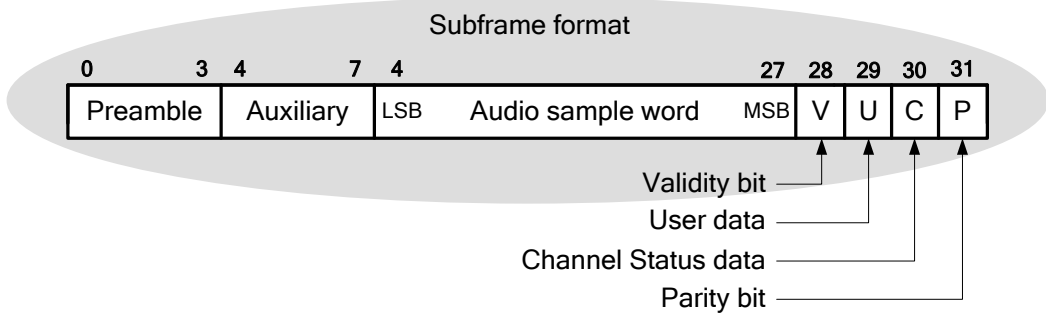 Subframe format
0 3 4 7 4 27 28 29 30 31
Preamble Auxiliary LSB Audio sample word MSB V U C P
Validity bit
User data
Channel Status data
Parity bit